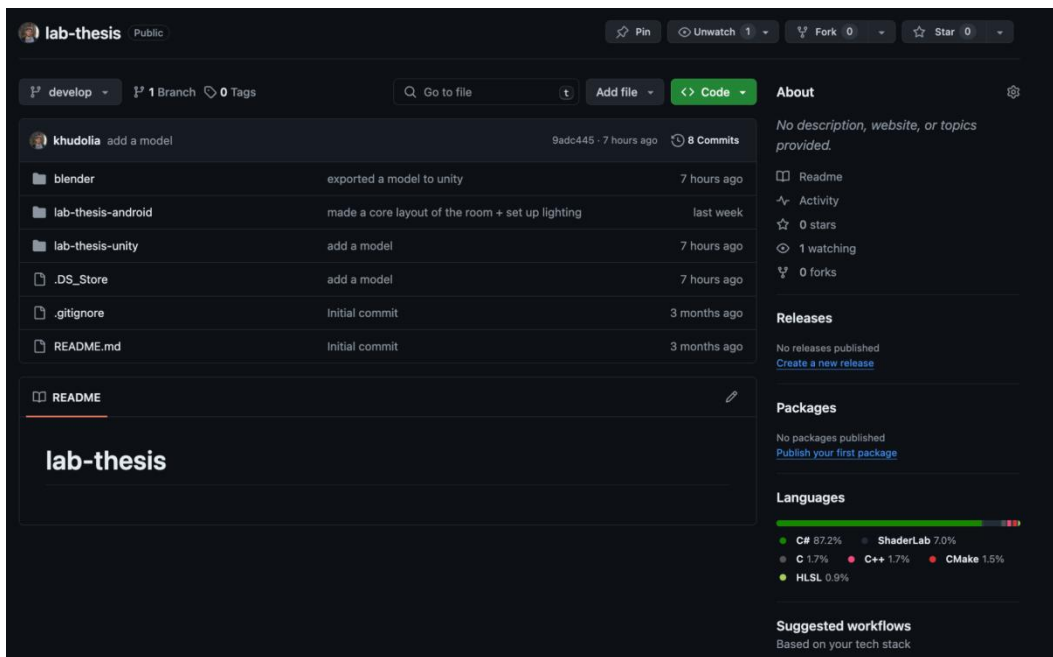 lab-thesis Public
Pin Unwatch 1 Fork 0 Star 0
develop 1 Branch 0 Tags Go to file t Add file <> Code
khudolia add a model 9adc445 · 7 hours ago 8 Commits
blender exported a model to unity 7 hours ago
lab-thesis-android made a core layout of the room + set up lighting last week
lab-thesis-unity add a model 7 hours ago
.DS_Store add a model 7 hours ago
.gitignore Initial commit 3 months ago
README.md Initial commit 3 months ago
README
lab-thesis
About
No description, website, or topics
provided.
Readme
Activity
0 stars
1 watching
0 forks
Releases
No releases published
Create a new release
Packages
No packages published
Publish your first package
Languages
C# 87.2% ShaderLab 7.0%
C 1.7% C++ 1.7% CMake 1.5%
HLSL 0.9%
Suggested workflows
Based on your tech stack